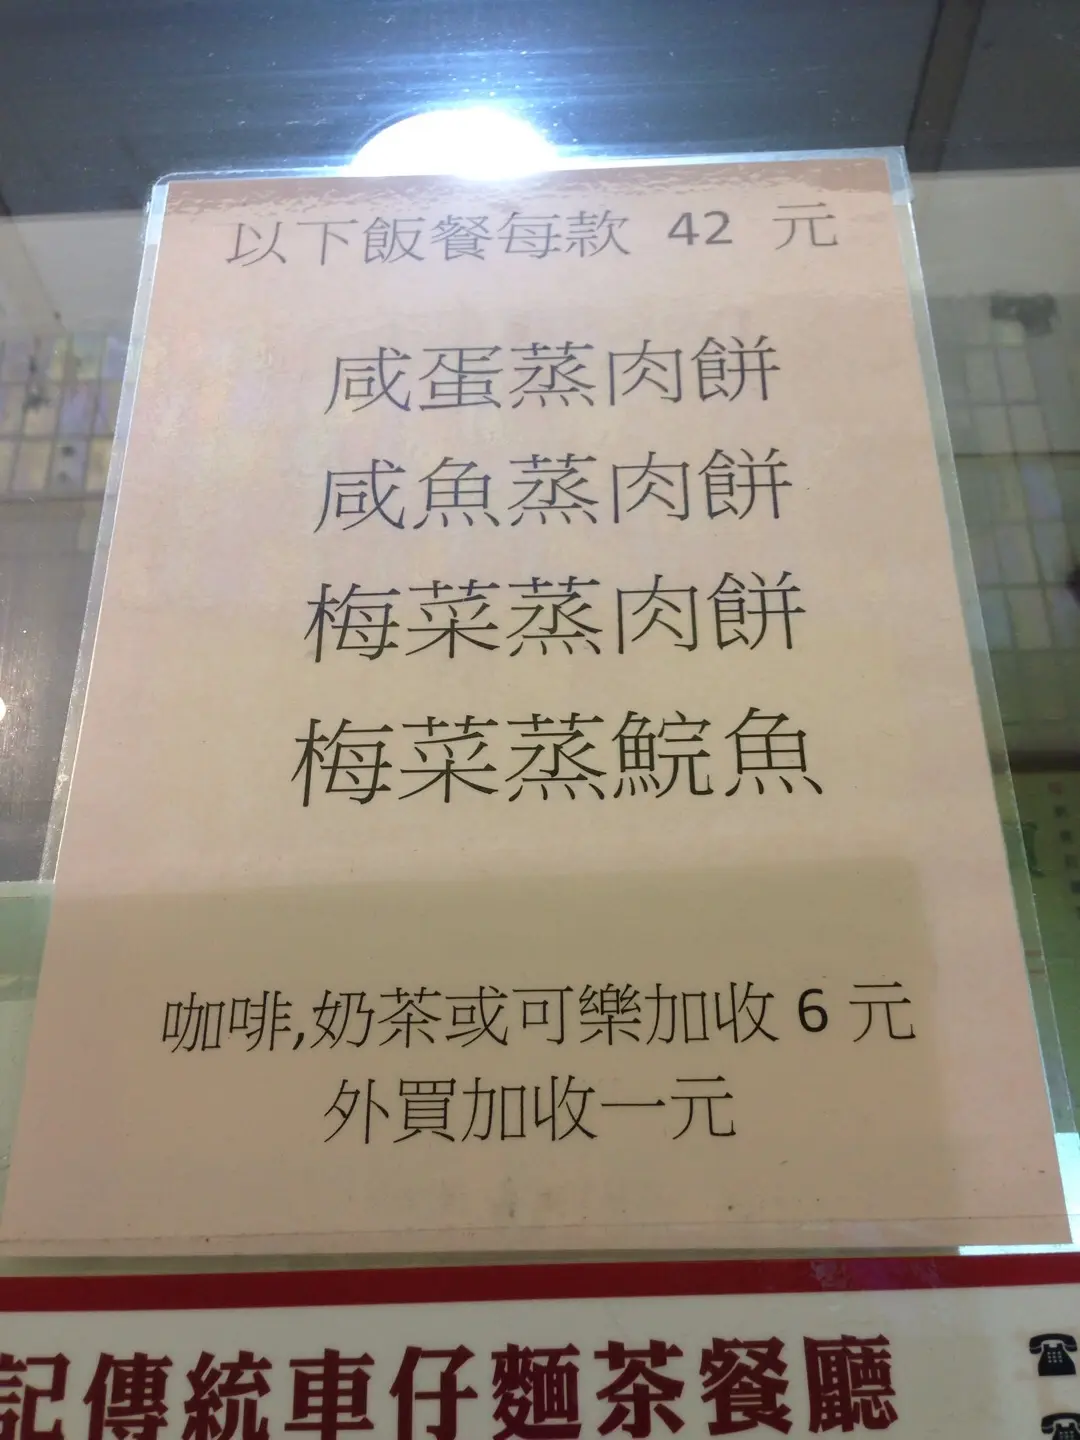 以下飯餐每款 42 元
咸蛋蒸肉餅
咸魚蒸肉餅
梅菜蒸肉餅
梅菜蒸鯇魚
咖啡,奶茶或可樂加收 6 元
外買加收一元
記傳統車仔麵茶餐廳